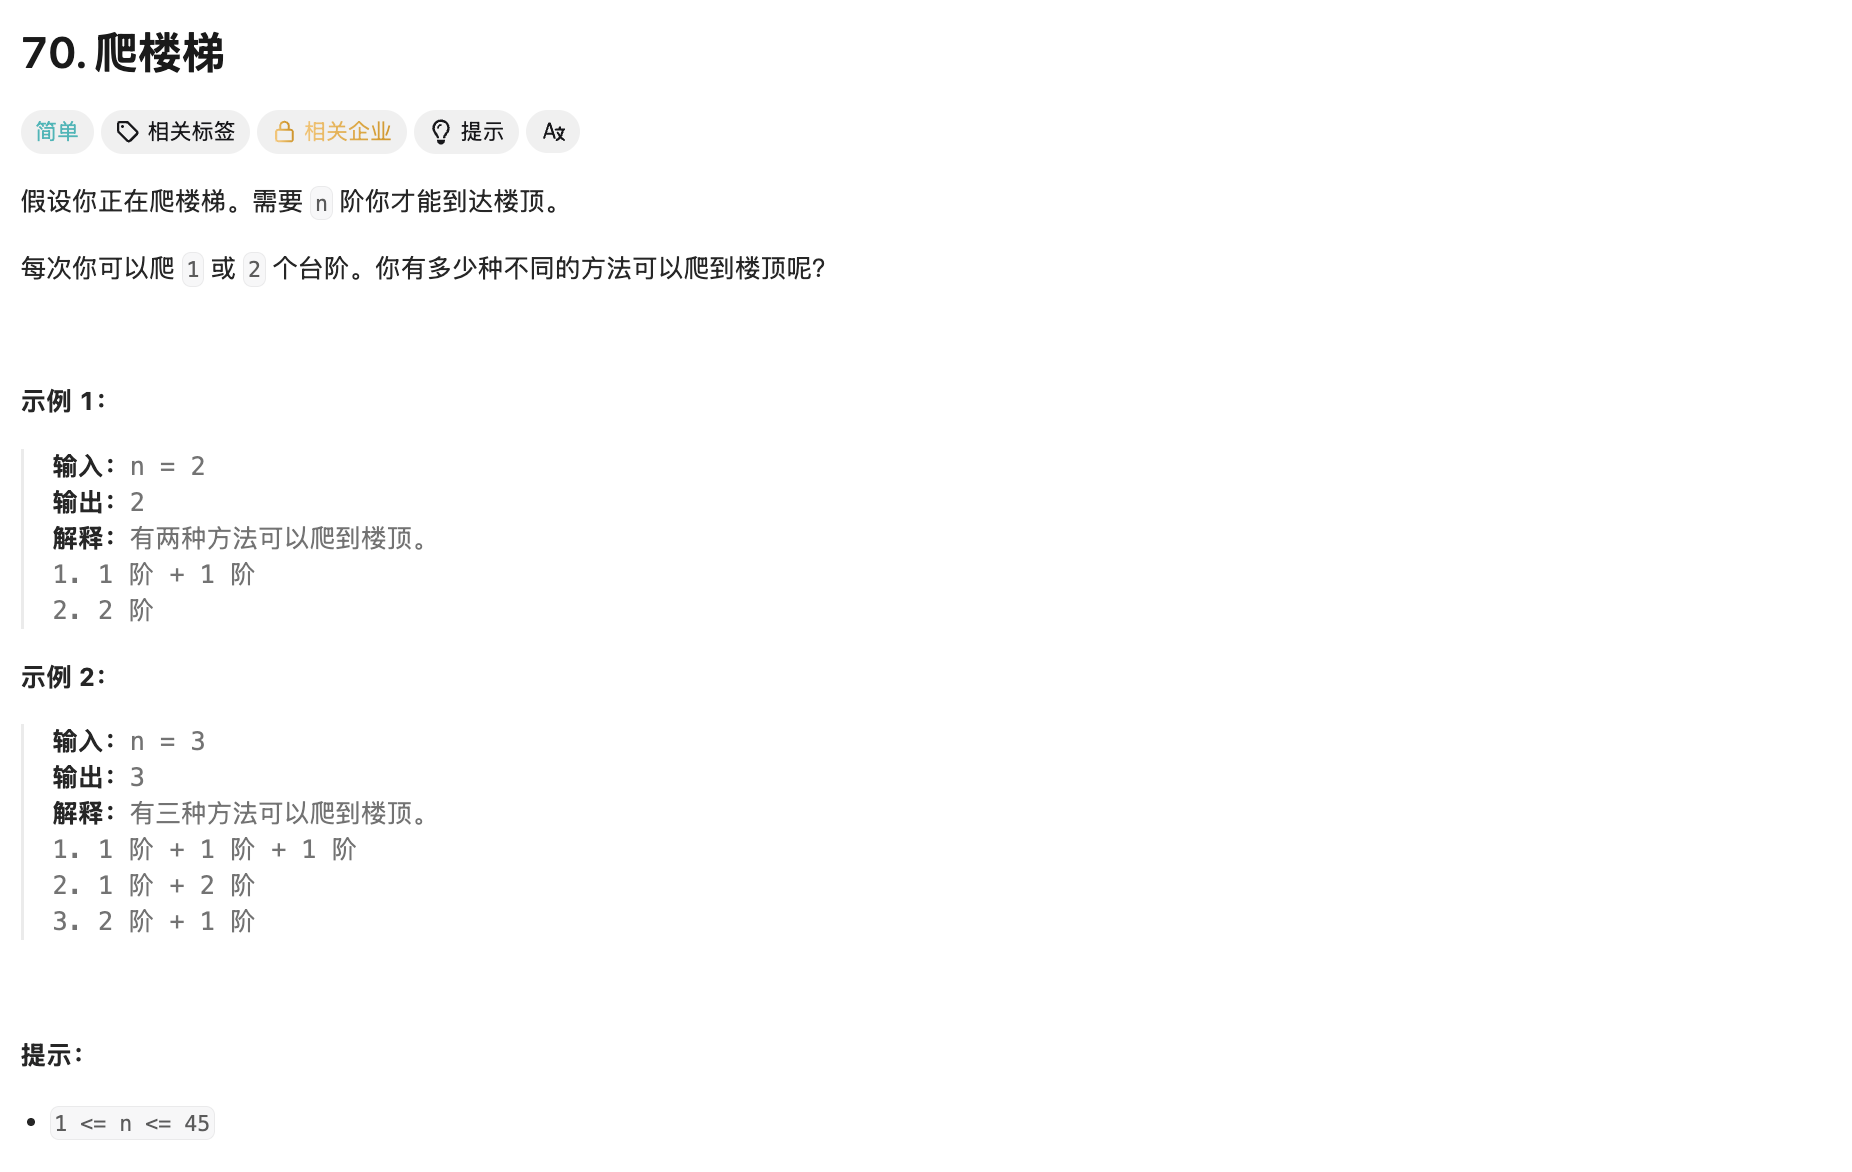 70. 爬楼梯
简单 相关标签 相关企业 提示 A文
假设你正在爬楼梯。需要 n 阶你才能到达楼顶。
每次你可以爬 1 或 2 个台阶。你有多少种不同的方法可以爬到楼顶呢？
示例 1：
输入：n = 2
输出：2
解释：有两种方法可以爬到楼顶。
1. 1 阶 + 1 阶
2. 2 阶
示例 2：
输入：n = 3
输出：3
解释：有三种方法可以爬到楼顶。
1. 1 阶 + 1 阶 + 1 阶
2. 1 阶 + 2 阶
3. 2 阶 + 1 阶
提示：
• 1 <= n <= 45